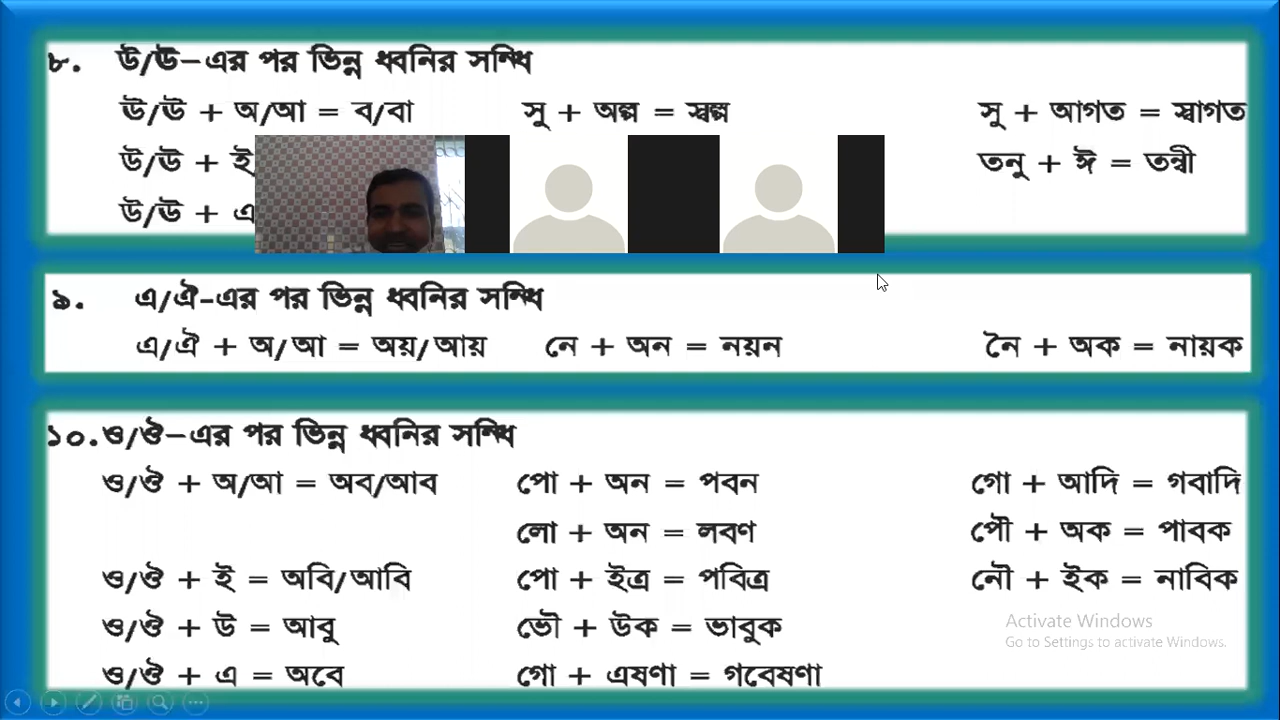 ৮. উ/ঊ-এর পর ভিন্ন ধ্বনির সন্ধি
উ/ঊ + অ/আ = ব/বা সু + অল্প = স্বল্প সু + আগত = স্বাগত
উ/ঊ + ই তনু + ঈ = তন্বী
উ/ঊ + এ
৯. এ/ঐ-এর পর ভিন্ন ধ্বনির সন্ধি
এ/ঐ + অ/আ = অয়/আয় নে + অন = নয়ন নৈ + অক = নায়ক
১০. ও/ঔ-এর পর ভিন্ন ধ্বনির সন্ধি
ও/ঔ + অ/আ = অব/আব পো + অন = পবন গো + আদি = গবাদি
লো + অন = লবণ পৌ + অক = পাবক
ও/ঔ + ই = অবি/আবি পো + ইত্র = পবিত্র নৌ + ইক = নাবিক
ও/ঔ + উ = আবু ভৌ + উক = ভাবুক
ও/ঔ + এ = অবে গো + এষণা = গবেষণা
Activate Windows
Go to Settings to activate Windows.